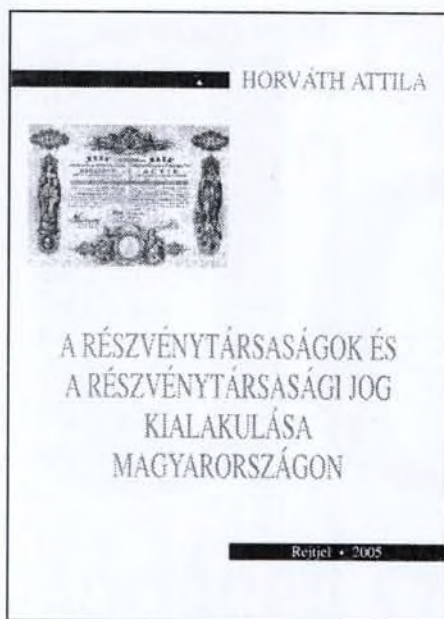 HORVÁTH ATTILA
A RÉSZVÉNYTÁRSASÁGOK ÉS
A RÉSZVÉNYTÁRSASÁGI JOG
KIALAKULÁSA
MAGYARORSZÁGON
Rejtjel • 2005